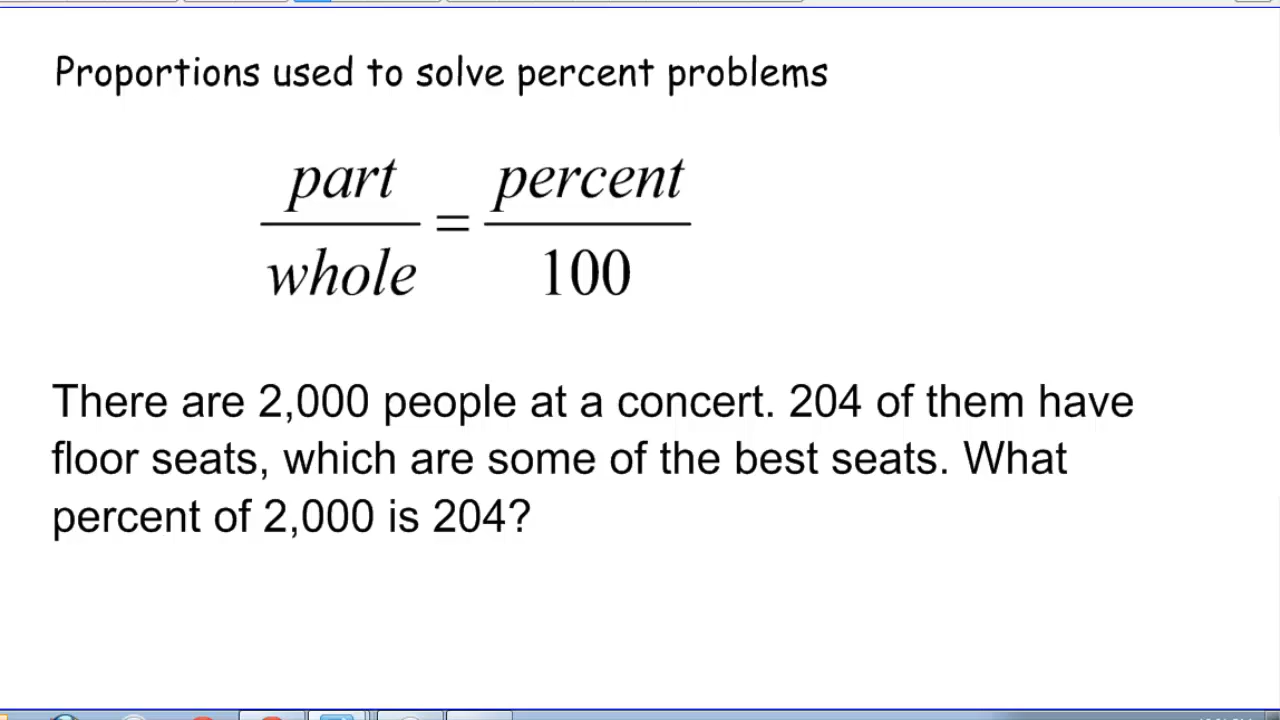 Proportions used to solve percent problems
part percent
=
whole 100
There are 2,000 people at a concert. 204 of them have
floor seats, which are some of the best seats. What
percent of 2,000 is 204?